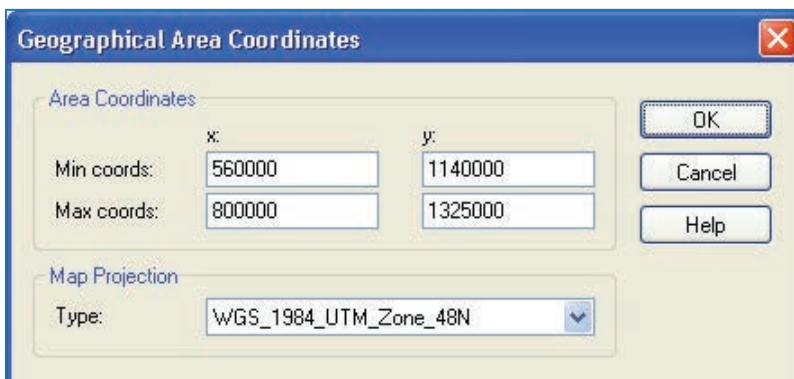 Geographical Area Coordinates
Area Coordinates
x: y:
Min coords: 560000 1140000
Max coords: 800000 1325000
OK
Cancel
Help
Map Projection
Type: WGS_1984_UTM_Zone_48N